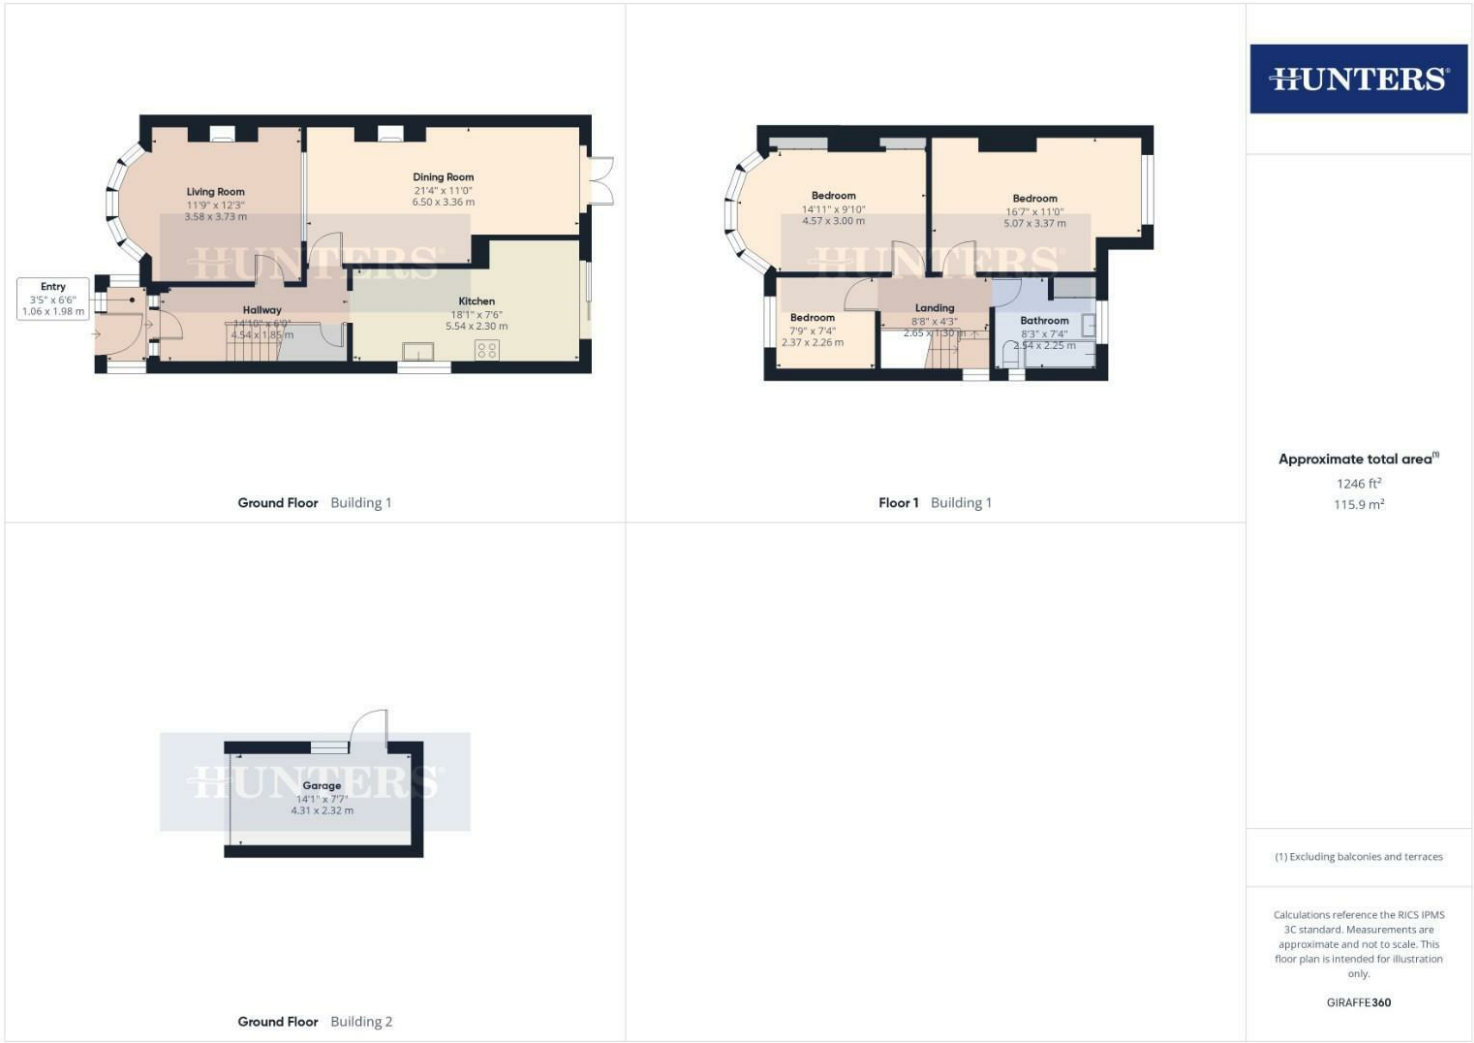 HUNTERS®
Living Room
11'9" x 12'3"
3.58 x 3.73 m
Dining Room
21'4" x 11'0"
6.50 x 3.36 m
HUNTERS
Entry
3'5" x 6'6"
1.06 x 1.98 m
Hallway
14'10" x 6'0"
4.54 x 1.85 m
Kitchen
18'1" x 7'6"
5.54 x 2.30 m
Ground Floor Building 1
Bedroom
14'11" x 9'10"
4.57 x 3.00 m
Bedroom
16'7" x 11'0"
5.07 x 3.37 m
HUNTERS
Bedroom
7'9" x 7'4"
2.37 x 2.26 m
Landing
8'8" x 4'3"
2.65 x 1.30 m
Bathroom
8'3" x 7'4"
2.54 x 2.25 m
Floor 1 Building 1
HUNTERS®
Garage
14'1" x 7'7"
4.31 x 2.32 m
Ground Floor Building 2
Approximate total area(1)
1246 ft²
115.9 m²
(1) Excluding balconies and terraces
Calculations reference the RICS IPMS
3C standard. Measurements are
approximate and not to scale. This
floor plan is intended for illustration
only.
GIRAFFE360